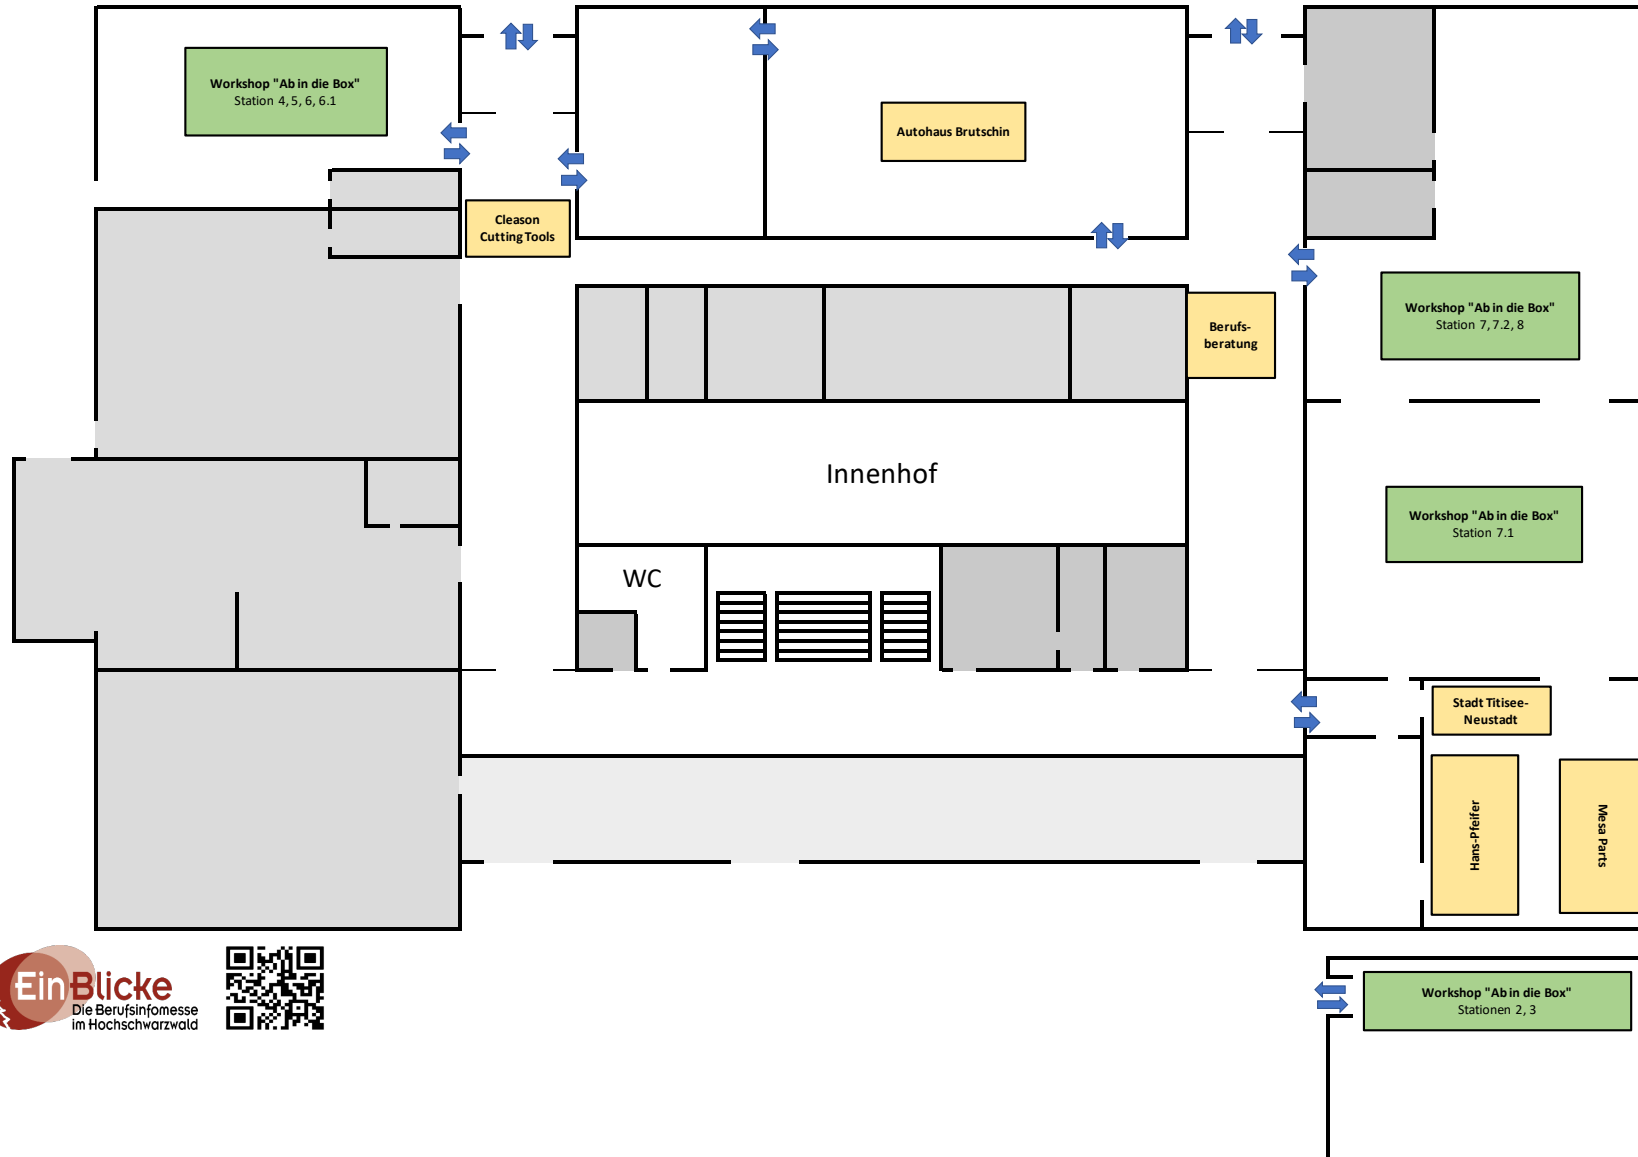 Workshop "Ab in die Box"
Station 4, 5, 6, 6.1
Autohaus Brutschin
Cleason
Cutting Tools
Workshop "Ab in die Box"
Station 7, 7.2, 8
Berufs-
beratung
Innenhof
Workshop "Ab in die Box"
Station 7.1
WC
Stadt Titisee-
Neustadt
Hans-Pfeifer
Mesa Parts
EinBlicke
Die Berufsinfomesse
im Hochschwarzwald
Workshop "Ab in die Box"
Stationen 2, 3